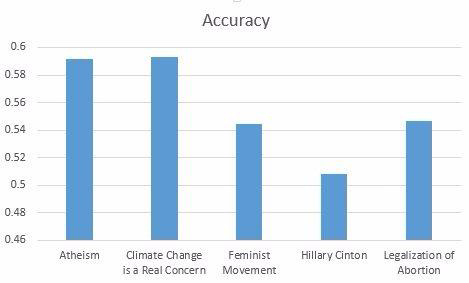 Accuracy
0.6
0.58
0.56
0.54
0.52
0.5
0.48
0.46
Atheism
Climate Change
is a Real Concern
Feminist
Movement
Hillary Cinton
Legalization of
Abortion